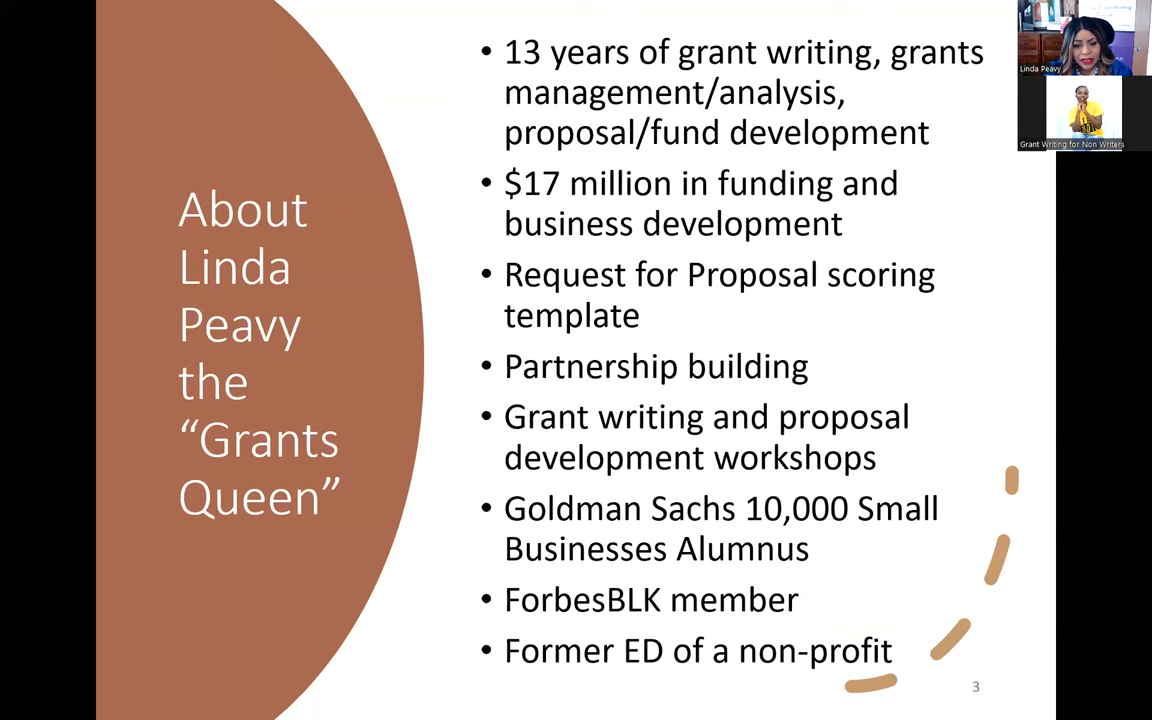 About
Linda
Peavy
the
“Grants
Queen”
• 13 years of grant writing, grants
management/analysis,
proposal/fund development
• $17 million in funding and
business development
• Request for Proposal scoring
template
• Partnership building
• Grant writing and proposal
development workshops
• Goldman Sachs 10,000 Small
Businesses Alumnus
• ForbesBLK member
• Former ED of a non-profit
3
Linda Peavy
Grant Writing for Non Writers